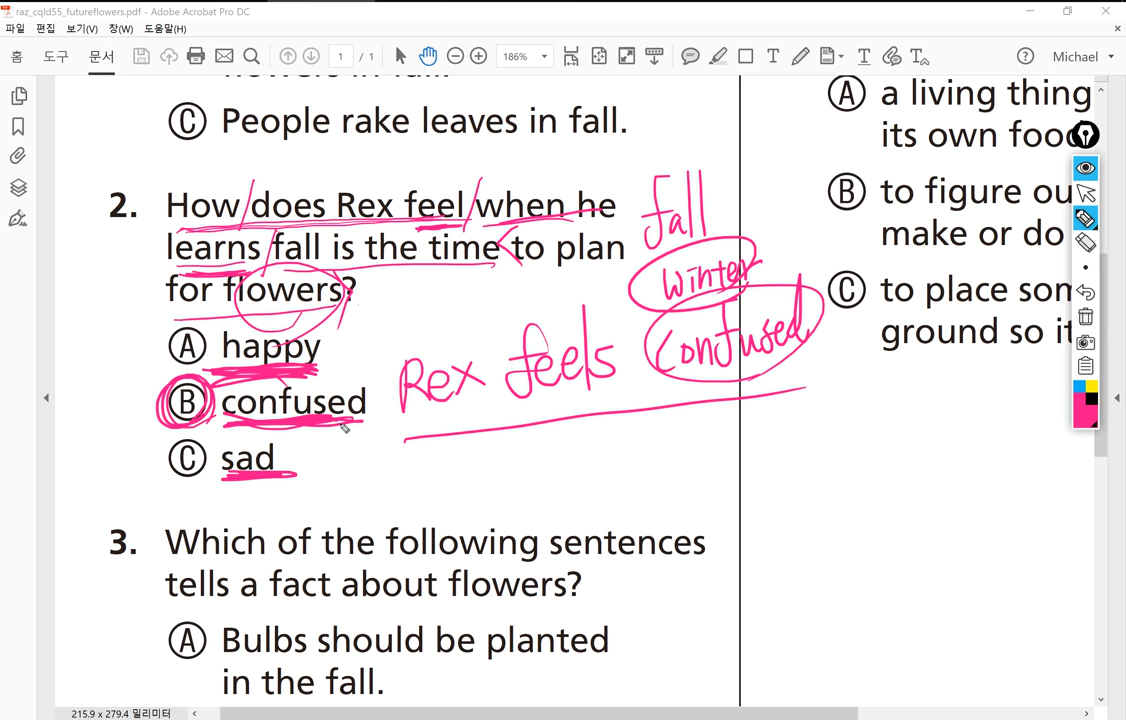 raz_cqld55_futureflowers.pdf - Adobe Acrobat Pro DC
파일 편집 보기(V) 창(W) 도움말(H)
홈 도구 문서 1 / 1 186% Michael
flowers in fall.
Ⓒ People rake leaves in fall.
2. How does Rex feel when he
learns fall is the time to plan
for flowers?
Ⓐ happy
Ⓑ confused
Ⓒ sad
fall
winter
Rex feels confused
3. Which of the following sentences
tells a fact about flowers?
Ⓐ Bulbs should be planted
in the fall.
Ⓐ a living thing
its own food
Ⓑ to figure ou
make or do
Ⓒ to place som
ground so it
215.9 x 279.4 밀리미터